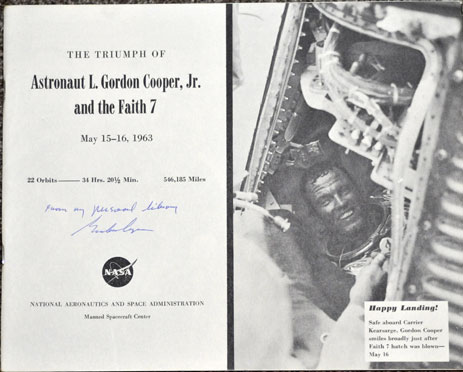 THE TRIUMPH OF
Astronaut L. Gordon Cooper, Jr.
and the Faith 7
May 15–16, 1963
22 Orbits—— 34 Hrs. 20½ Min. 546,185 Miles
From my personal library
NASA
NATIONAL AERONAUTICS AND SPACE ADMINISTRATION
Manned Spacecraft Center
Happy Landing!
Safe aboard Carrier
Kearsarge, Gordon Cooper
smiles broadly just after
Faith 7 hatch was blown—
May 16